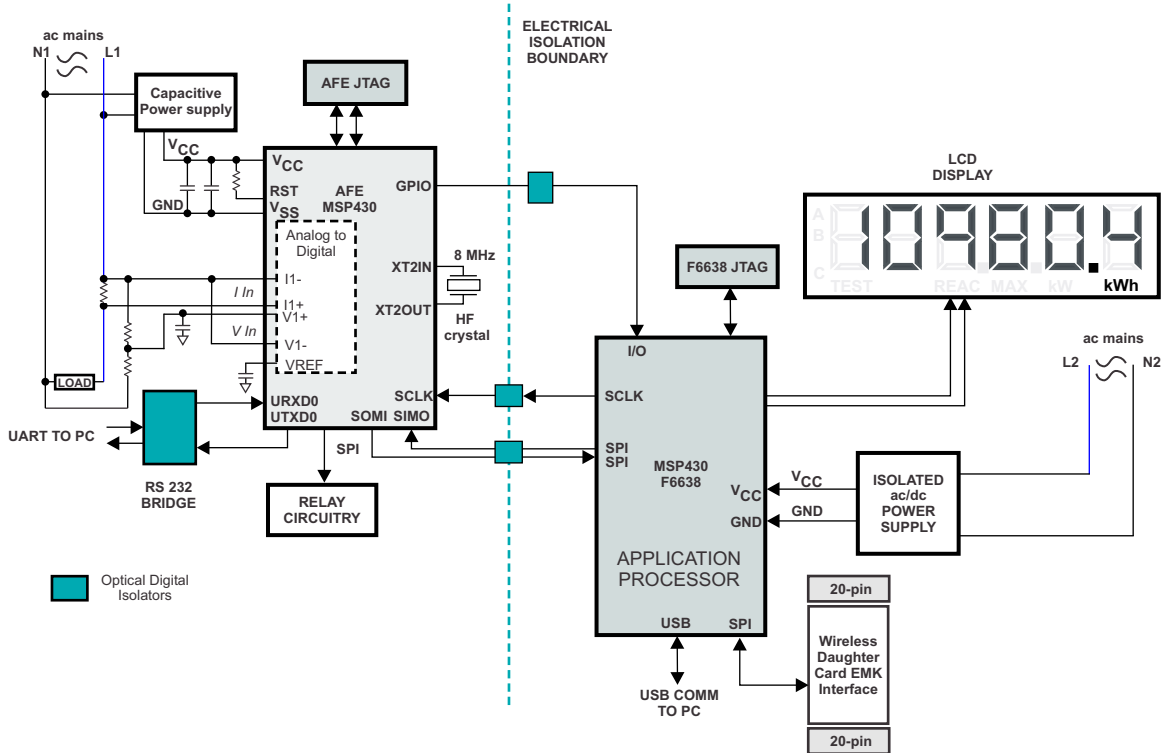 ELECTRICAL
ISOLATION
BOUNDARY
ac mains
N1
L1
Capacitive
Power supply
AFE JTAG
VCC
GND
VCC
RST
VSS
AFE
MSP430
GPIO
Analog to
Digital
I1-
I In
I1+
V1+
V In
V1-
VREF
XT2IN
8 MHz
XT2OUT
HF
crystal
LOAD
URXD0
UTXD0
SOMI
SIMO
SCLK
UART TO PC
RS 232
BRIDGE
SPI
RELAY
CIRCUITRY
Optical Digital
Isolators
LCD
DISPLAY
A
B
C
10980.4
TEST
REAC
MAX
kW
kWh
F6638 JTAG
I/O
SCLK
SPI
SPI
MSP430
F6638
VCC
GND
APPLICATION
PROCESSOR
USB
SPI
VCC
GND
ISOLATED
ac/dc
POWER
SUPPLY
ac mains
L2
N2
USB COMM
TO PC
20-pin
Wireless
Daughter
Card EMK
Interface
20-pin